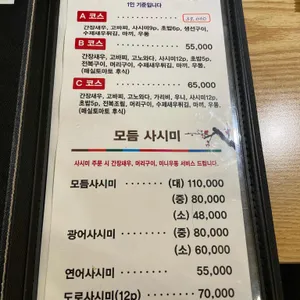 1인 기준입니다
A 코스
간장새우, 고바찌, 사시미9p, 초밥6p, 생선구이,
수제새우튀김, 마끼, 우동
B 코스 55,000
간장새우, 고바찌, 고노와다, 사시미12p, 초밥6p,
전복구이, 머리구이, 수제새우튀김, 마끼, 우동,
(매실토마토 후식)
C 코스 65,000
간장새우, 고바찌, 고노와다, 가리비, 우니, 사시미12p,
초밥5p, 전복조림, 머리구이, 수제새우튀김, 마끼, 우동
(매실토마토 후식)
모듬 사시미
사시미 주문 시 간장새우, 머리구이, 미니우동 서비스 드립니다.
모듬사시미 (대) 110,000
(중) 80,000
(소) 48,000
광어사시미 (중) 80,000
(소) 60,000
연어사시미 55,000
도로사시미(12p) 70,000